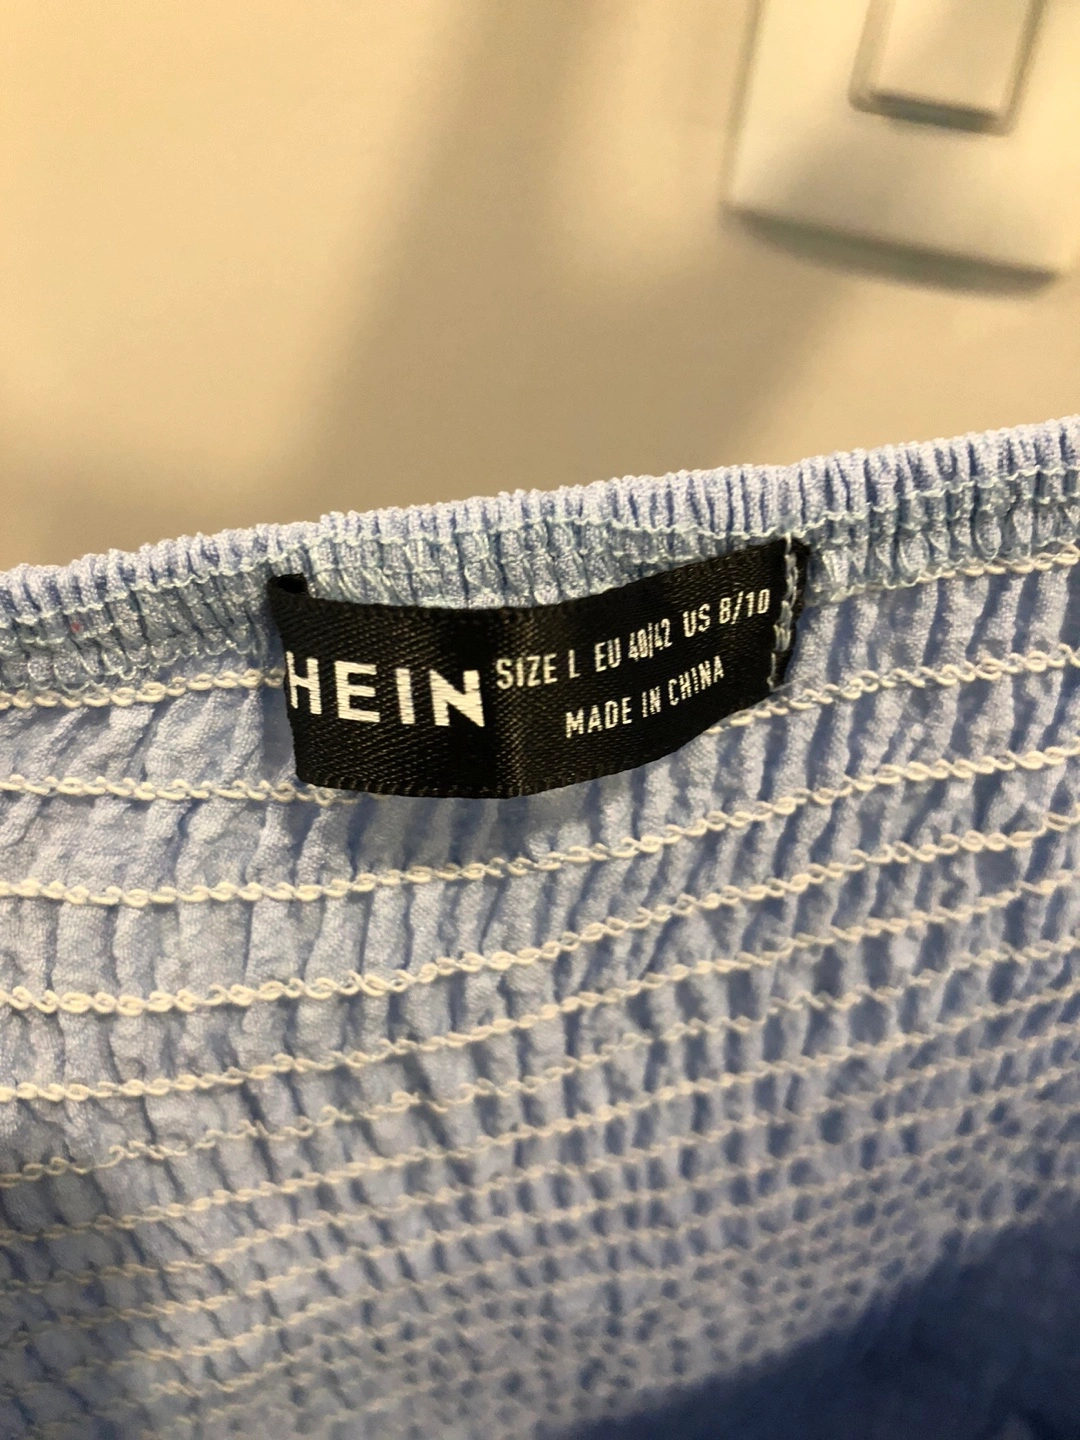 HEIN
SIZE L EU 40/42 US 8/10
MADE IN CHINA